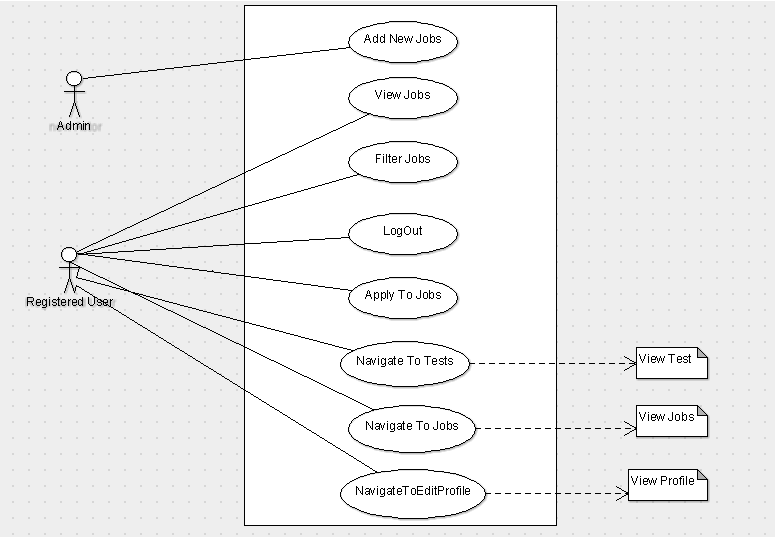 Add New Jobs
View Jobs
Admin
Filter Jobs
LogOut
Registered User
Apply To Jobs
Navigate To Tests
View Test
Navigate To Jobs
View Jobs
NavigateToEditProfile
View Profile